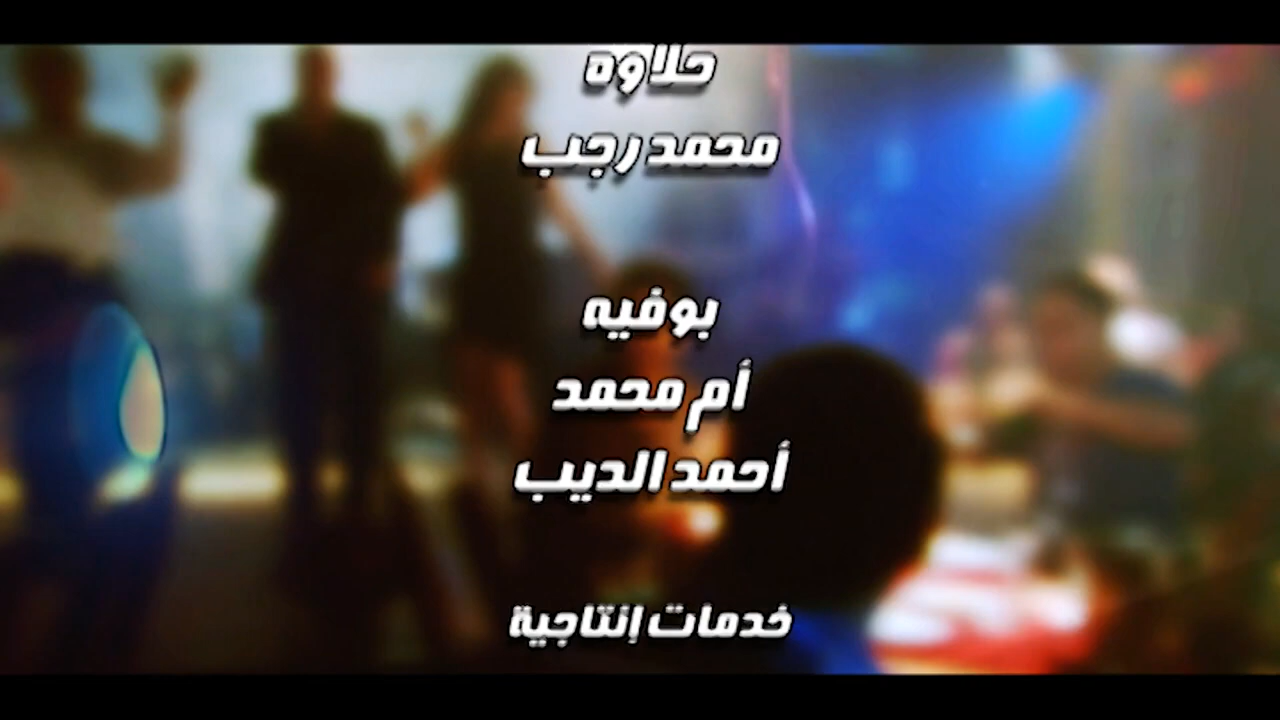 حلاوه
محمد رجب
بوفيه
أم محمد
أحمد الديب
خدمات إنتاجية